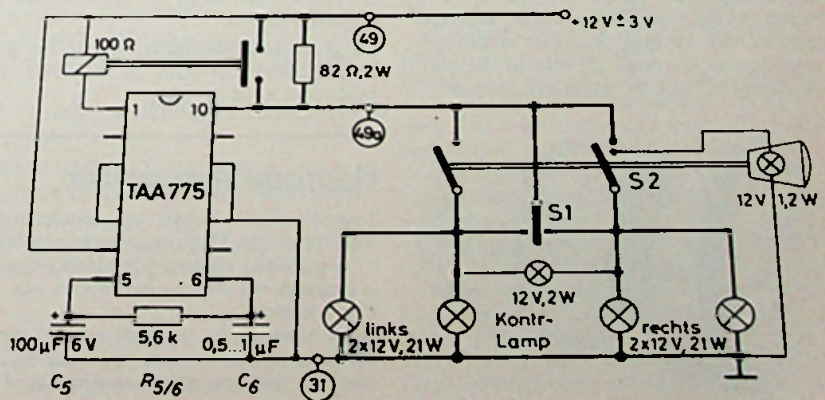 + 12 V ± 3 V
49
100 Ω
82 Ω, 2 W
1
10
49a
TAA775
S2
S1
12 V 1,2 W
5
6
12 V, 2 W
+
5,6 k
+
100 µF
6 V
0,5...1
µF
links
2x12V, 21 W
Kontr.-
Lamp
rechts
2x12V, 21 W
31
C5
R5/6
C6